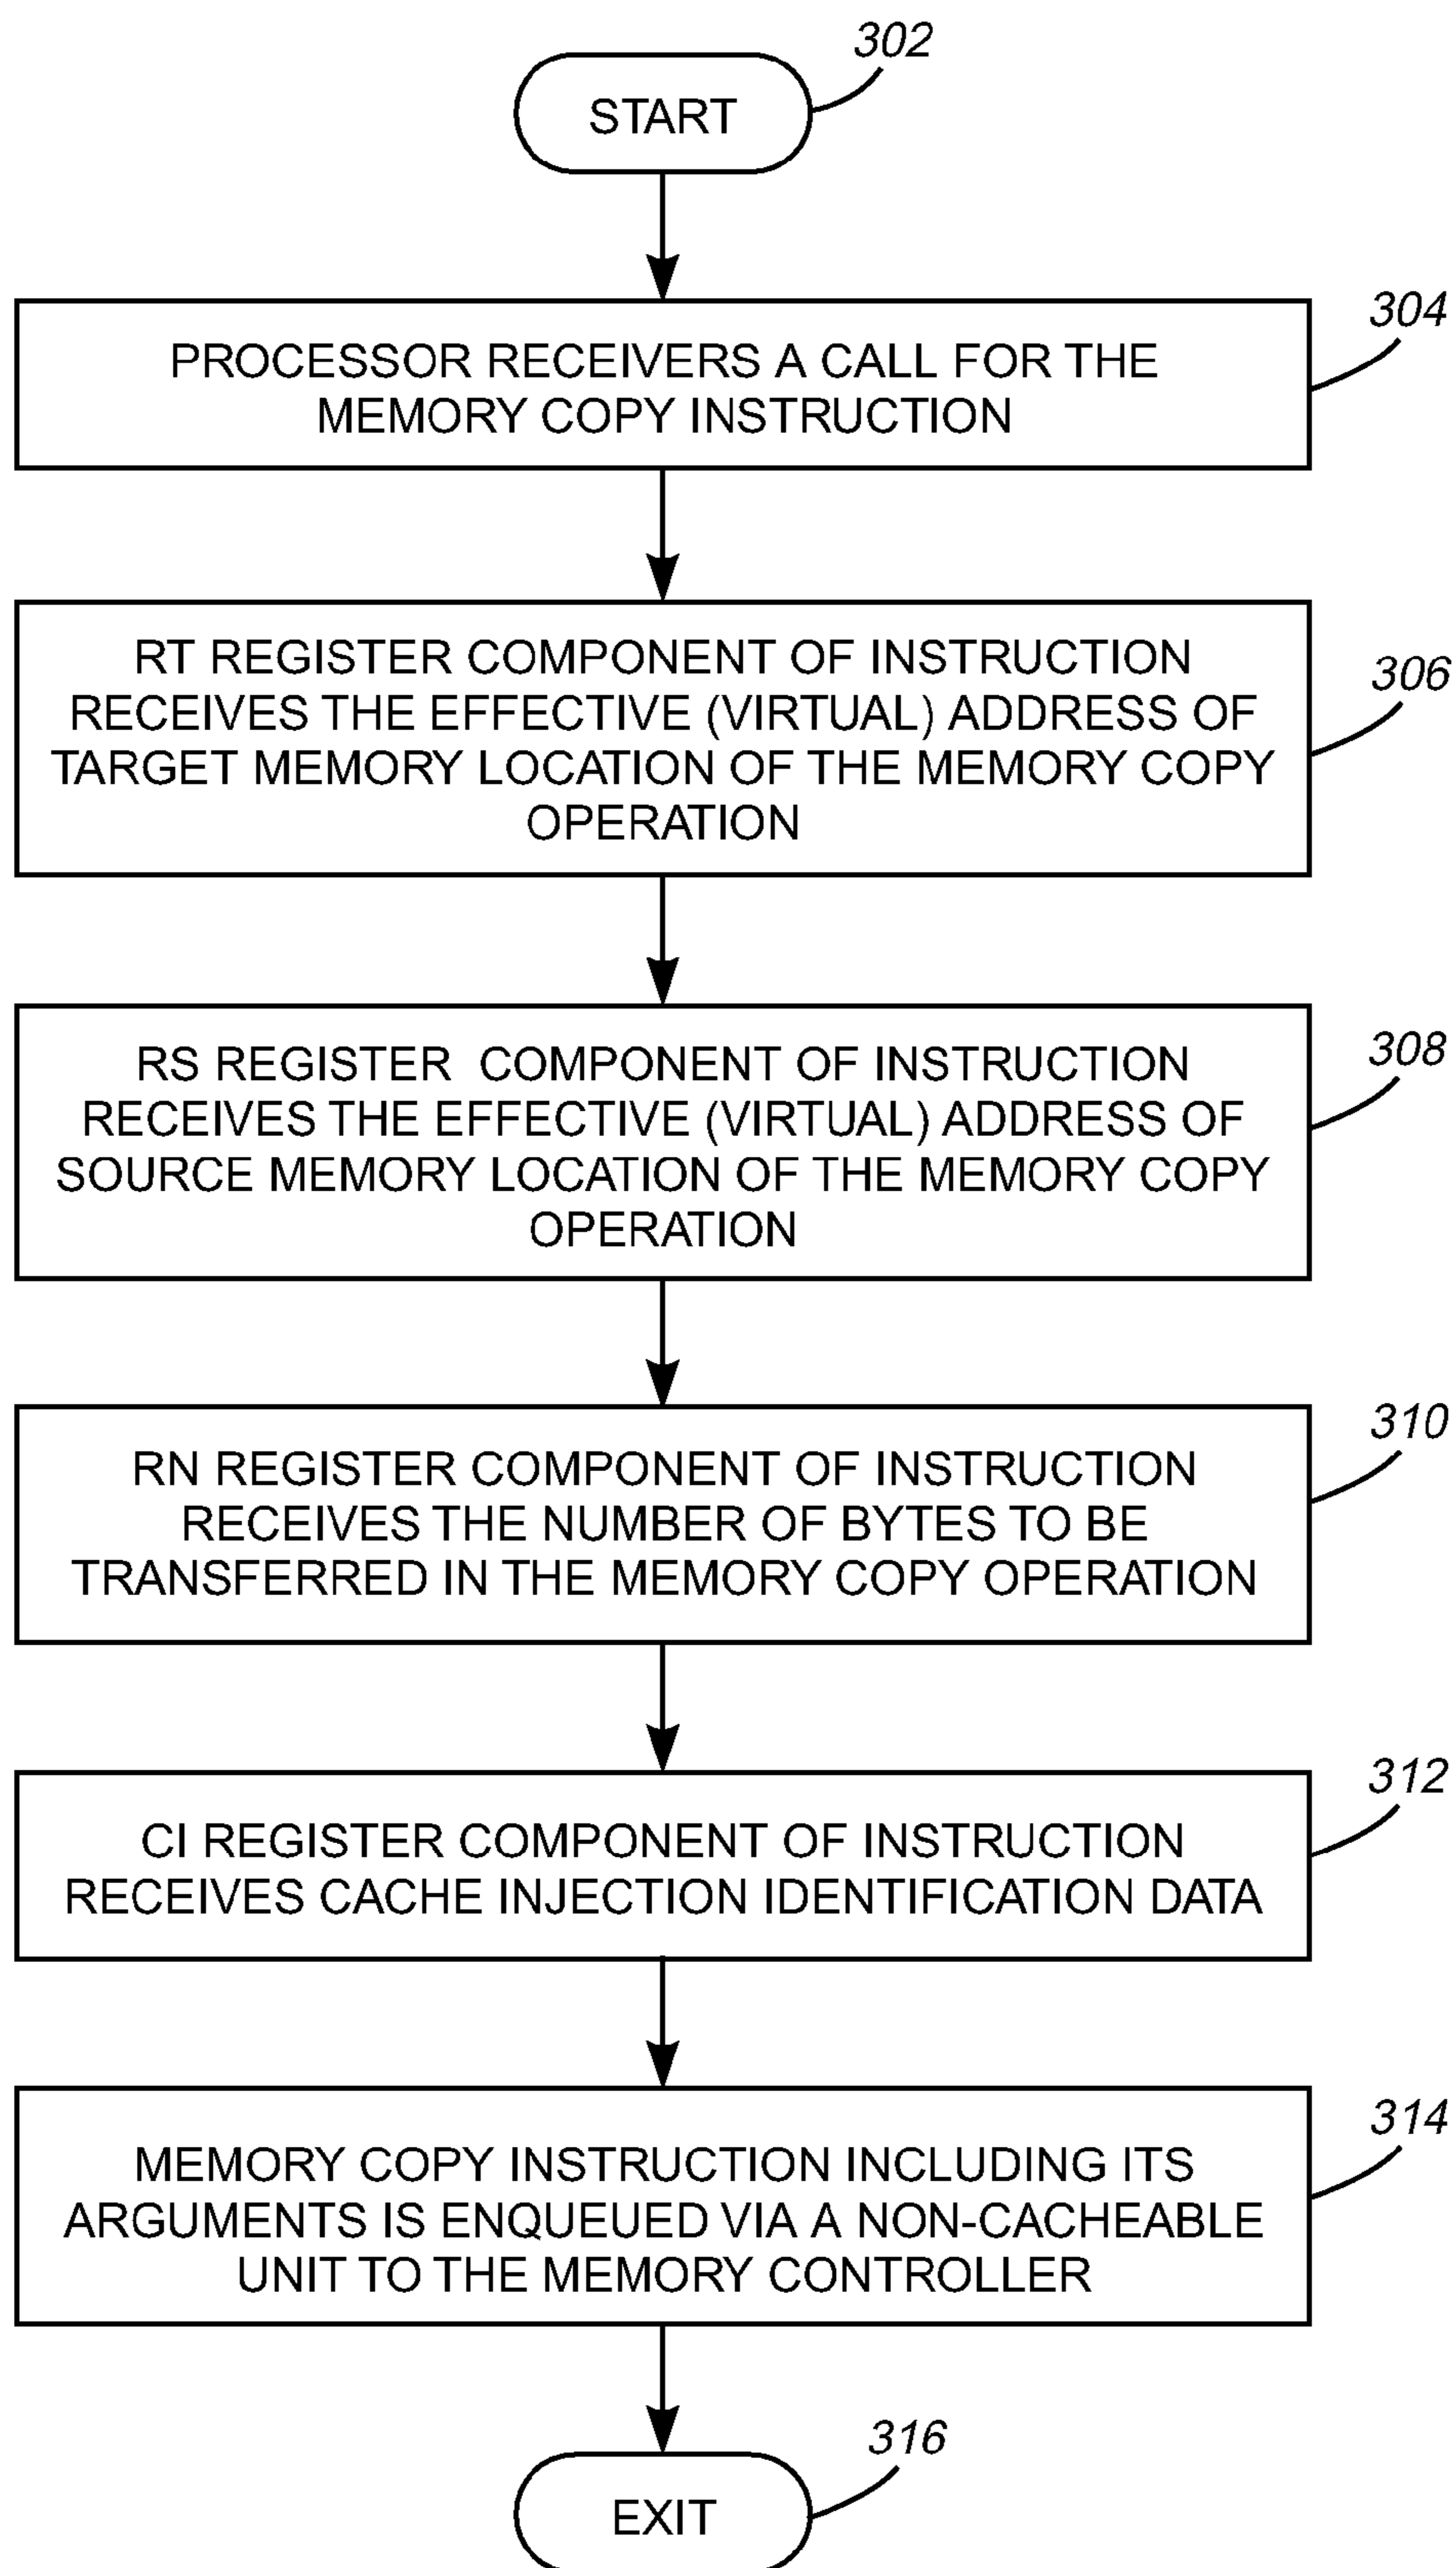 302
START
304
PROCESSOR RECEIVERS A CALL FOR THE
MEMORY COPY INSTRUCTION
306
RT REGISTER COMPONENT OF INSTRUCTION
RECEIVES THE EFFECTIVE (VIRTUAL) ADDRESS OF
TARGET MEMORY LOCATION OF THE MEMORY COPY
OPERATION
308
RS REGISTER COMPONENT OF INSTRUCTION
RECEIVES THE EFFECTIVE (VIRTUAL) ADDRESS OF
SOURCE MEMORY LOCATION OF THE MEMORY COPY
OPERATION
310
RN REGISTER COMPONENT OF INSTRUCTION
RECEIVES THE NUMBER OF BYTES TO BE
TRANSFERRED IN THE MEMORY COPY OPERATION
312
CI REGISTER COMPONENT OF INSTRUCTION
RECEIVES CACHE INJECTION IDENTIFICATION DATA
314
MEMORY COPY INSTRUCTION INCLUDING ITS
ARGUMENTS IS ENQUEUED VIA A NON-CACHEABLE
UNIT TO THE MEMORY CONTROLLER
316
EXIT